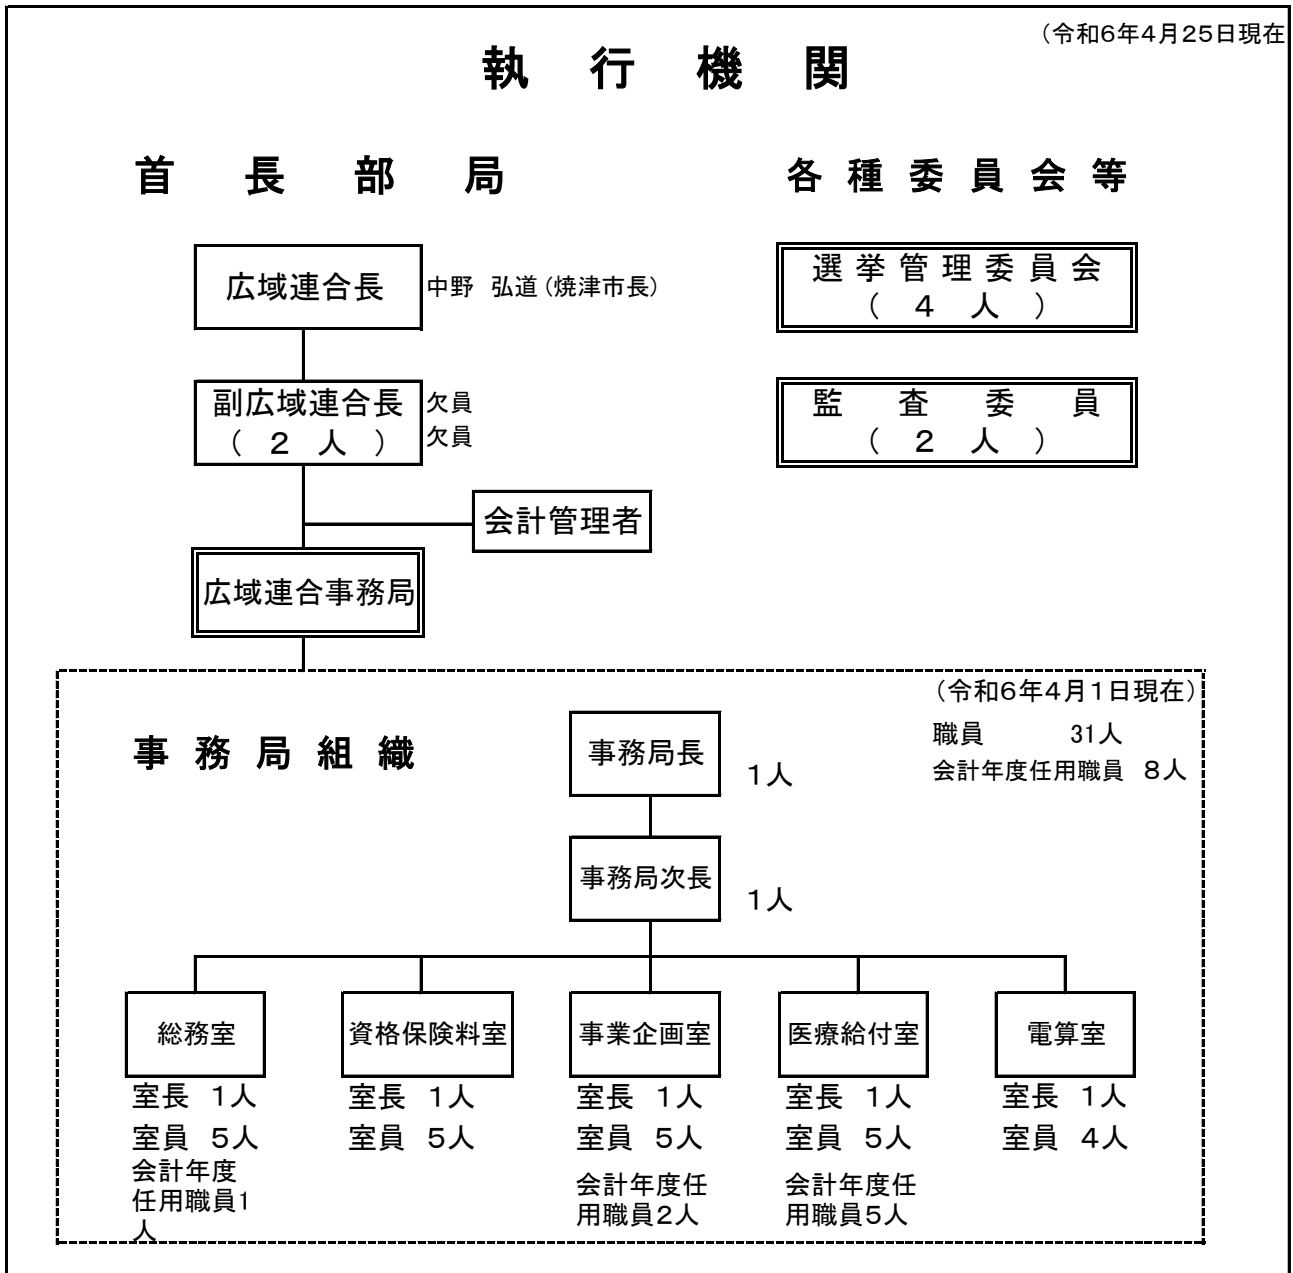 （令和6年4月25日現在
執行機関
首長部局
各種委員会等
広域連合長
中野 弘道（焼津市長）
選挙管理委員会
（ 4 人 ）
副広域連合長
（ 2 人 ）
欠員
欠員
監査委員
（ 2 人 ）
会計管理者
広域連合事務局
（令和6年4月1日現在）
職員 31人
会計年度任用職員 8人
事務局組織
事務局長
1人
事務局次長
1人
総務室
資格保険料室
事業企画室
医療給付室
電算室
室長 1人
室員 5人
会計年度
任用職員1
人
室長 1人
室員 5人
室長 1人
室員 5人
会計年度任
用職員2人
室長 1人
室員 5人
会計年度任
用職員5人
室長 1人
室員 4人